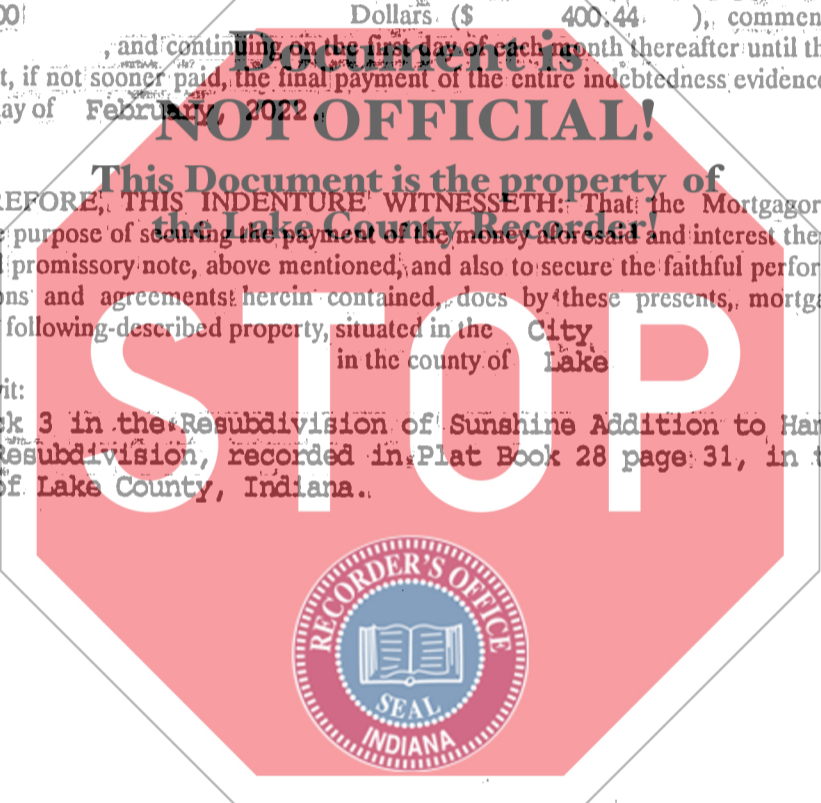 Dollars ($ 400.44 ), commen
Document is
, and continuing on the first day of each month thereafter until th
t, if not sooner paid, the final payment of the entire indebtedness evidenc
ay of February, 2022.
NOT OFFICIAL!
This Document is the property of
EFORE, THIS INDENTURE WITNESSETH: That the Mortgagor
the Lake County Recorder!
purpose of securing the payment of the money aforesaid and interest the
promissory note, above mentioned, and also to secure the faithful perfor
ons and agreements herein contained, does by these presents, mortga
following-described property, situated in the City
in the county of Lake
it:
STOP
k 3 in the Resubdivision of Sunshine Addition to Ham
Resubdivision, recorded in Plat Book 28 page 31, in t
of Lake County, Indiana.
RECORDER'S OFFICE
SEAL
INDIANA